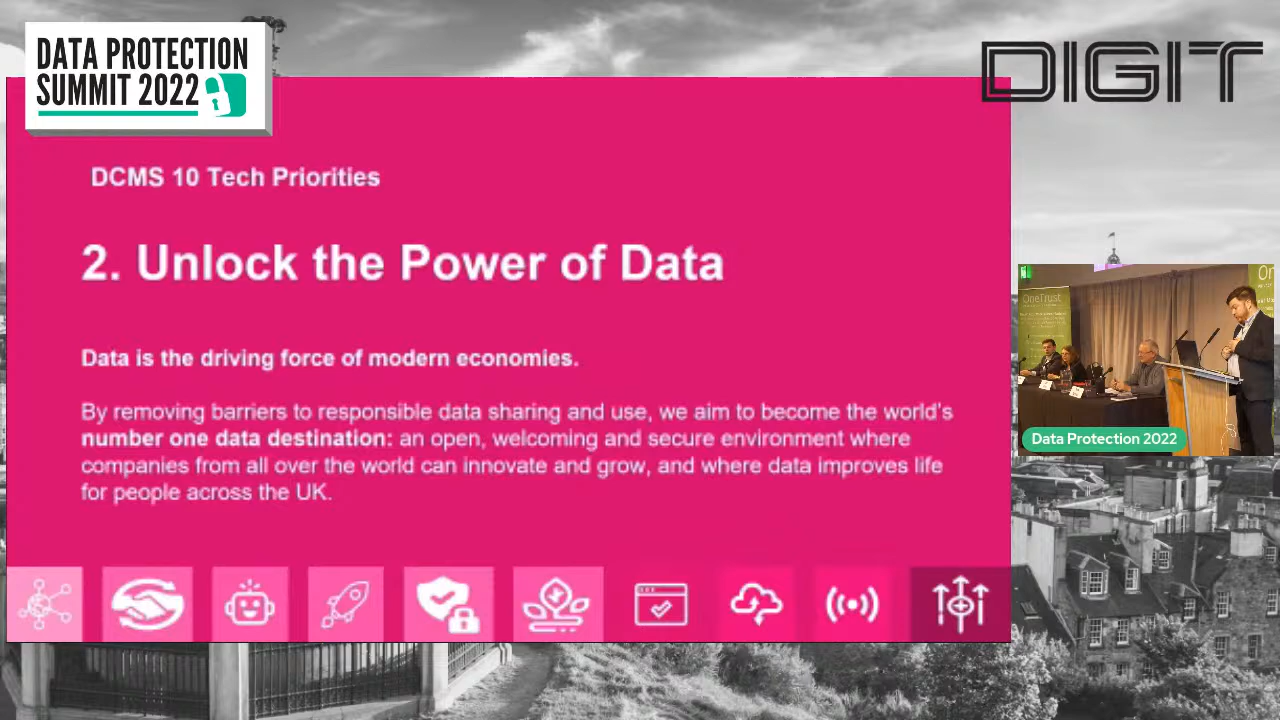 DATA PROTECTION
SUMMIT 2022
DIGIT
DCMS 10 Tech Priorities
2. Unlock the Power of Data
Data is the driving force of modern economies.
By removing barriers to responsible data sharing and use, we aim to become the world's
number one data destination: an open, welcoming and secure environment where
companies from all over the world can innovate and grow, and where data improves life
for people across the UK.
OneTrust
Data Protection 2022